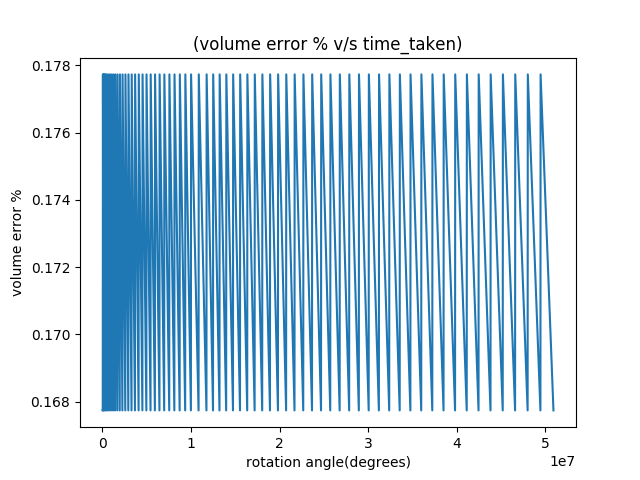 (volume error % v/s time_taken)
0.178
0.176
0.174
0.172
0.170
0.168
volume error %
0 1 2 3 4 5
1e7
rotation angle(degrees)